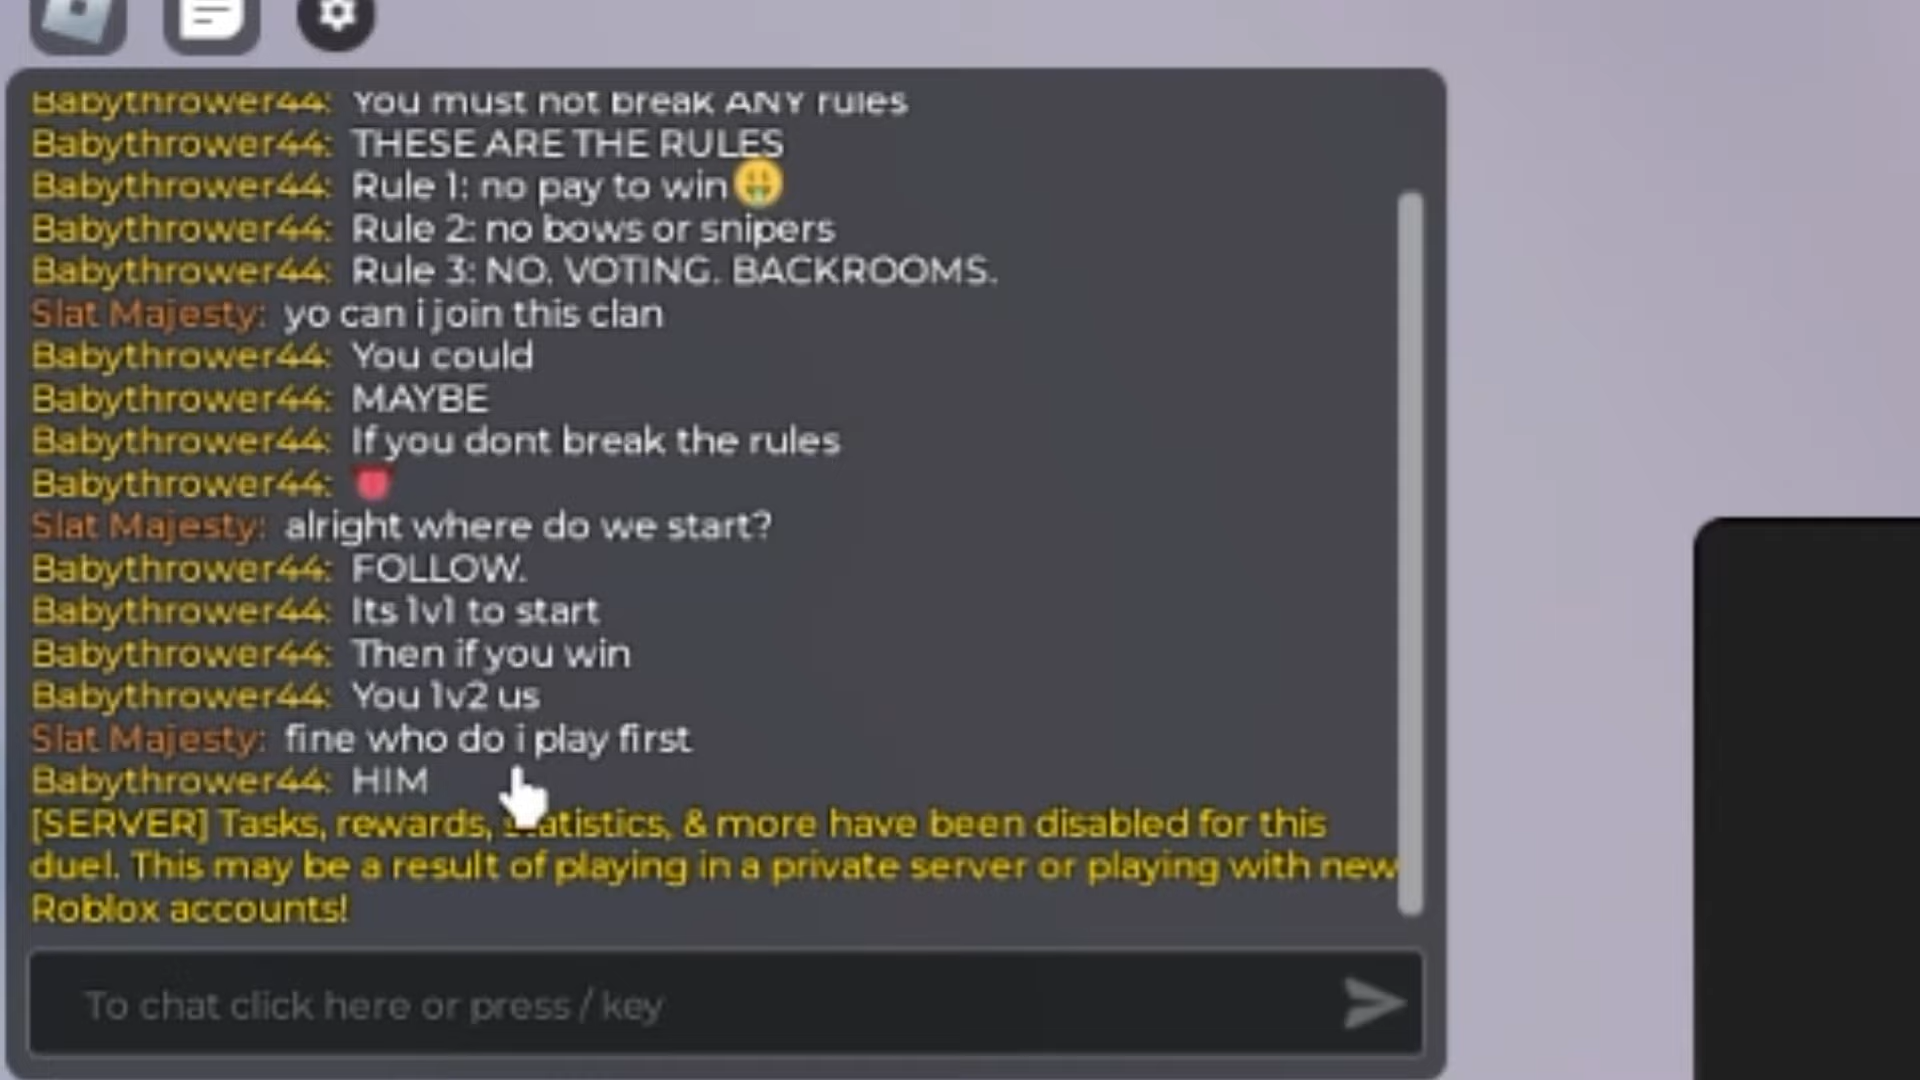 Babythrower44: You must not break ANY rules
Babythrower44: THESE ARE THE RULES
Babythrower44: Rule 1: no pay to win🤑
Babythrower44: Rule 2: no bows or snipers
Babythrower44: Rule 3: NO. VOTING. BACKROOMS.
Slat Majesty: yo can i join this clan
Babythrower44: You could
Babythrower44: MAYBE
Babythrower44: If you dont break the rules
Babythrower44: 👅
Slat Majesty: alright where do we start?
Babythrower44: FOLLOW.
Babythrower44: Its 1v1 to start
Babythrower44: Then if you win
Babythrower44: You 1v2 us
Slat Majesty: fine who do i play first
Babythrower44: HIM
[SERVER] Tasks, rewards, statistics, & more have been disabled for this
duel. This may be a result of playing in a private server or playing with new
Roblox accounts!
To chat click here or press / key